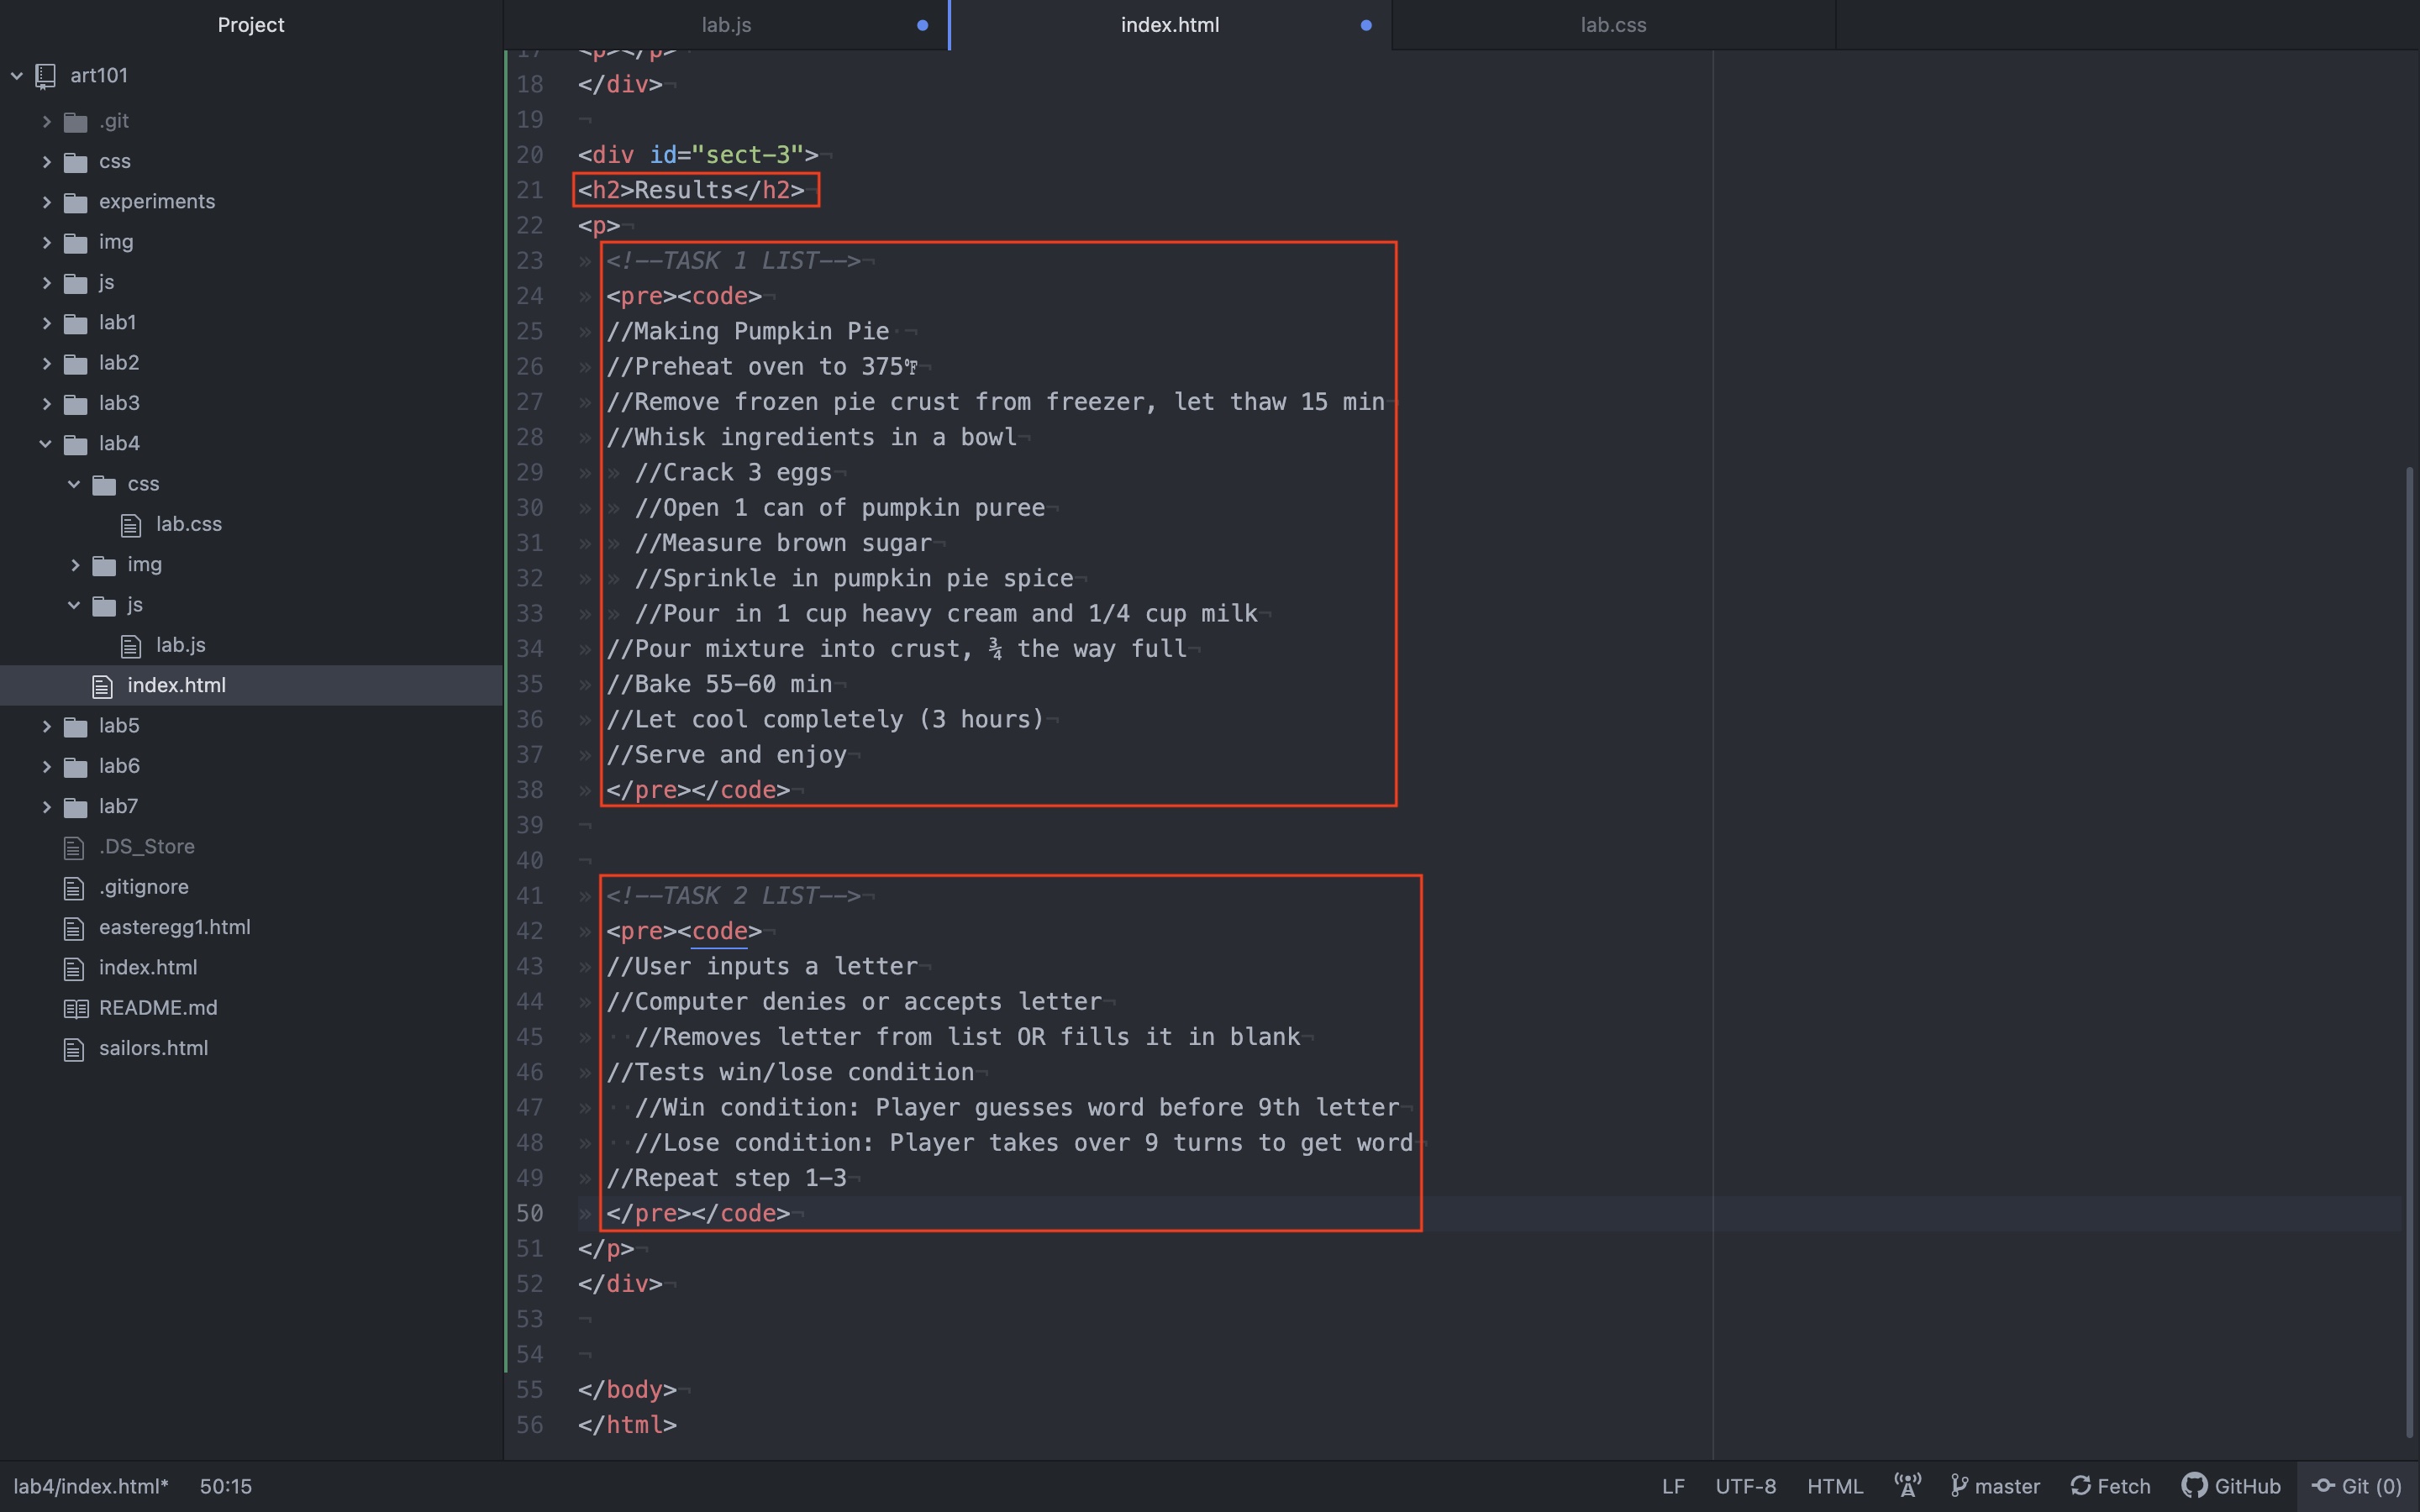 Project
lab.js
index.html
lab.css
art101
.git
css
experiments
img
js
lab1
lab2
lab3
lab4
css
lab.css
img
js
lab.js
index.html
lab5
lab6
lab7
.DS_Store
.gitignore
easteregg1.html
index.html
README.md
sailors.html
17 <p></p>¬
18 </div>¬
19 ¬
20 <div id="sect-3">¬
21 <h2>Results</h2>¬
22 <p>¬
23 » <!--TASK 1 LIST-->¬
24 » <pre><code>¬
25 » //Making Pumpkin Pie·¬
26 » //Preheat oven to 375℉¬
27 » //Remove frozen pie crust from freezer, let thaw 15 min¬
28 » //Whisk ingredients in a bowl¬
29 » » //Crack 3 eggs¬
30 » » //Open 1 can of pumpkin puree¬
31 » » //Measure brown sugar¬
32 » » //Sprinkle in pumpkin pie spice¬
33 » » //Pour in 1 cup heavy cream and 1/4 cup milk¬
34 » //Pour mixture into crust, ¾ the way full¬
35 » //Bake 55-60 min¬
36 » //Let cool completely (3 hours)¬
37 » //Serve and enjoy¬
38 » </pre></code>¬
39 ¬
40 ¬
41 » <!--TASK 2 LIST-->¬
42 » <pre><code>¬
43 » //User inputs a letter¬
44 » //Computer denies or accepts letter¬
45 » ··//Removes letter from list OR fills it in blank¬
46 » //Tests win/lose condition¬
47 » ··//Win condition: Player guesses word before 9th letter¬
48 » ··//Lose condition: Player takes over 9 turns to get word¬
49 » //Repeat step 1-3¬
50 » </pre></code>¬
51 </p>¬
52 </div>¬
53 ¬
54 ¬
55 </body>¬
56 </html>
lab4/index.html* 50:15 LF UTF-8 HTML master Fetch GitHub Git (0)